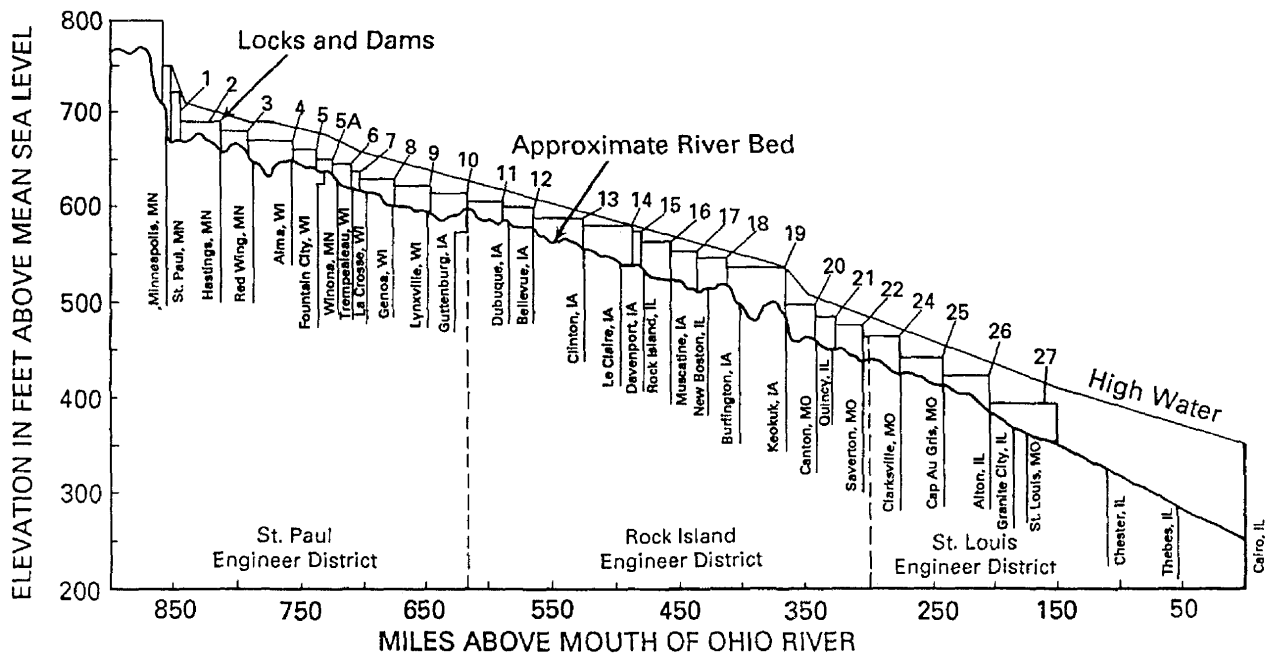 ELEVATION IN FEET ABOVE MEAN SEA LEVEL
800
700
600
500
400
300
200
Locks and Dams
Approximate River Bed
High Water
1
2
3
4
5
5A
6
7
8
9
10
11
12
13
14
15
16
17
18
19
20
21
22
24
25
26
27
Minneapolis, MN
St. Paul, MN
Hastings, MN
Red Wing, MN
Alma, WI
Fountain City, WI
Winona, MN
Trempealeau, WI
La Crosse, WI
Genoa, WI
Lynxville, WI
Guttenburg, IA
Dubuque, IA
Bellevue, IA
Clinton, IA
Le Claire, IA
Davenport, IA
Rock Island, IL
Muscatine, IA
New Boston, IL
Burlington, IA
Keokuk, IA
Canton, MO
Quincy, IL
Saverton, MO
Clarksville, MO
Cap Au Gris, MO
Alton, IL
Granite City, IL
St. Louis, MO
Chester, IL
Thebes, IL
Cairo, IL
St. Paul
Engineer District
Rock Island
Engineer District
St. Louis
Engineer District
850
750
650
550
450
350
250
150
50
MILES ABOVE MOUTH OF OHIO RIVER